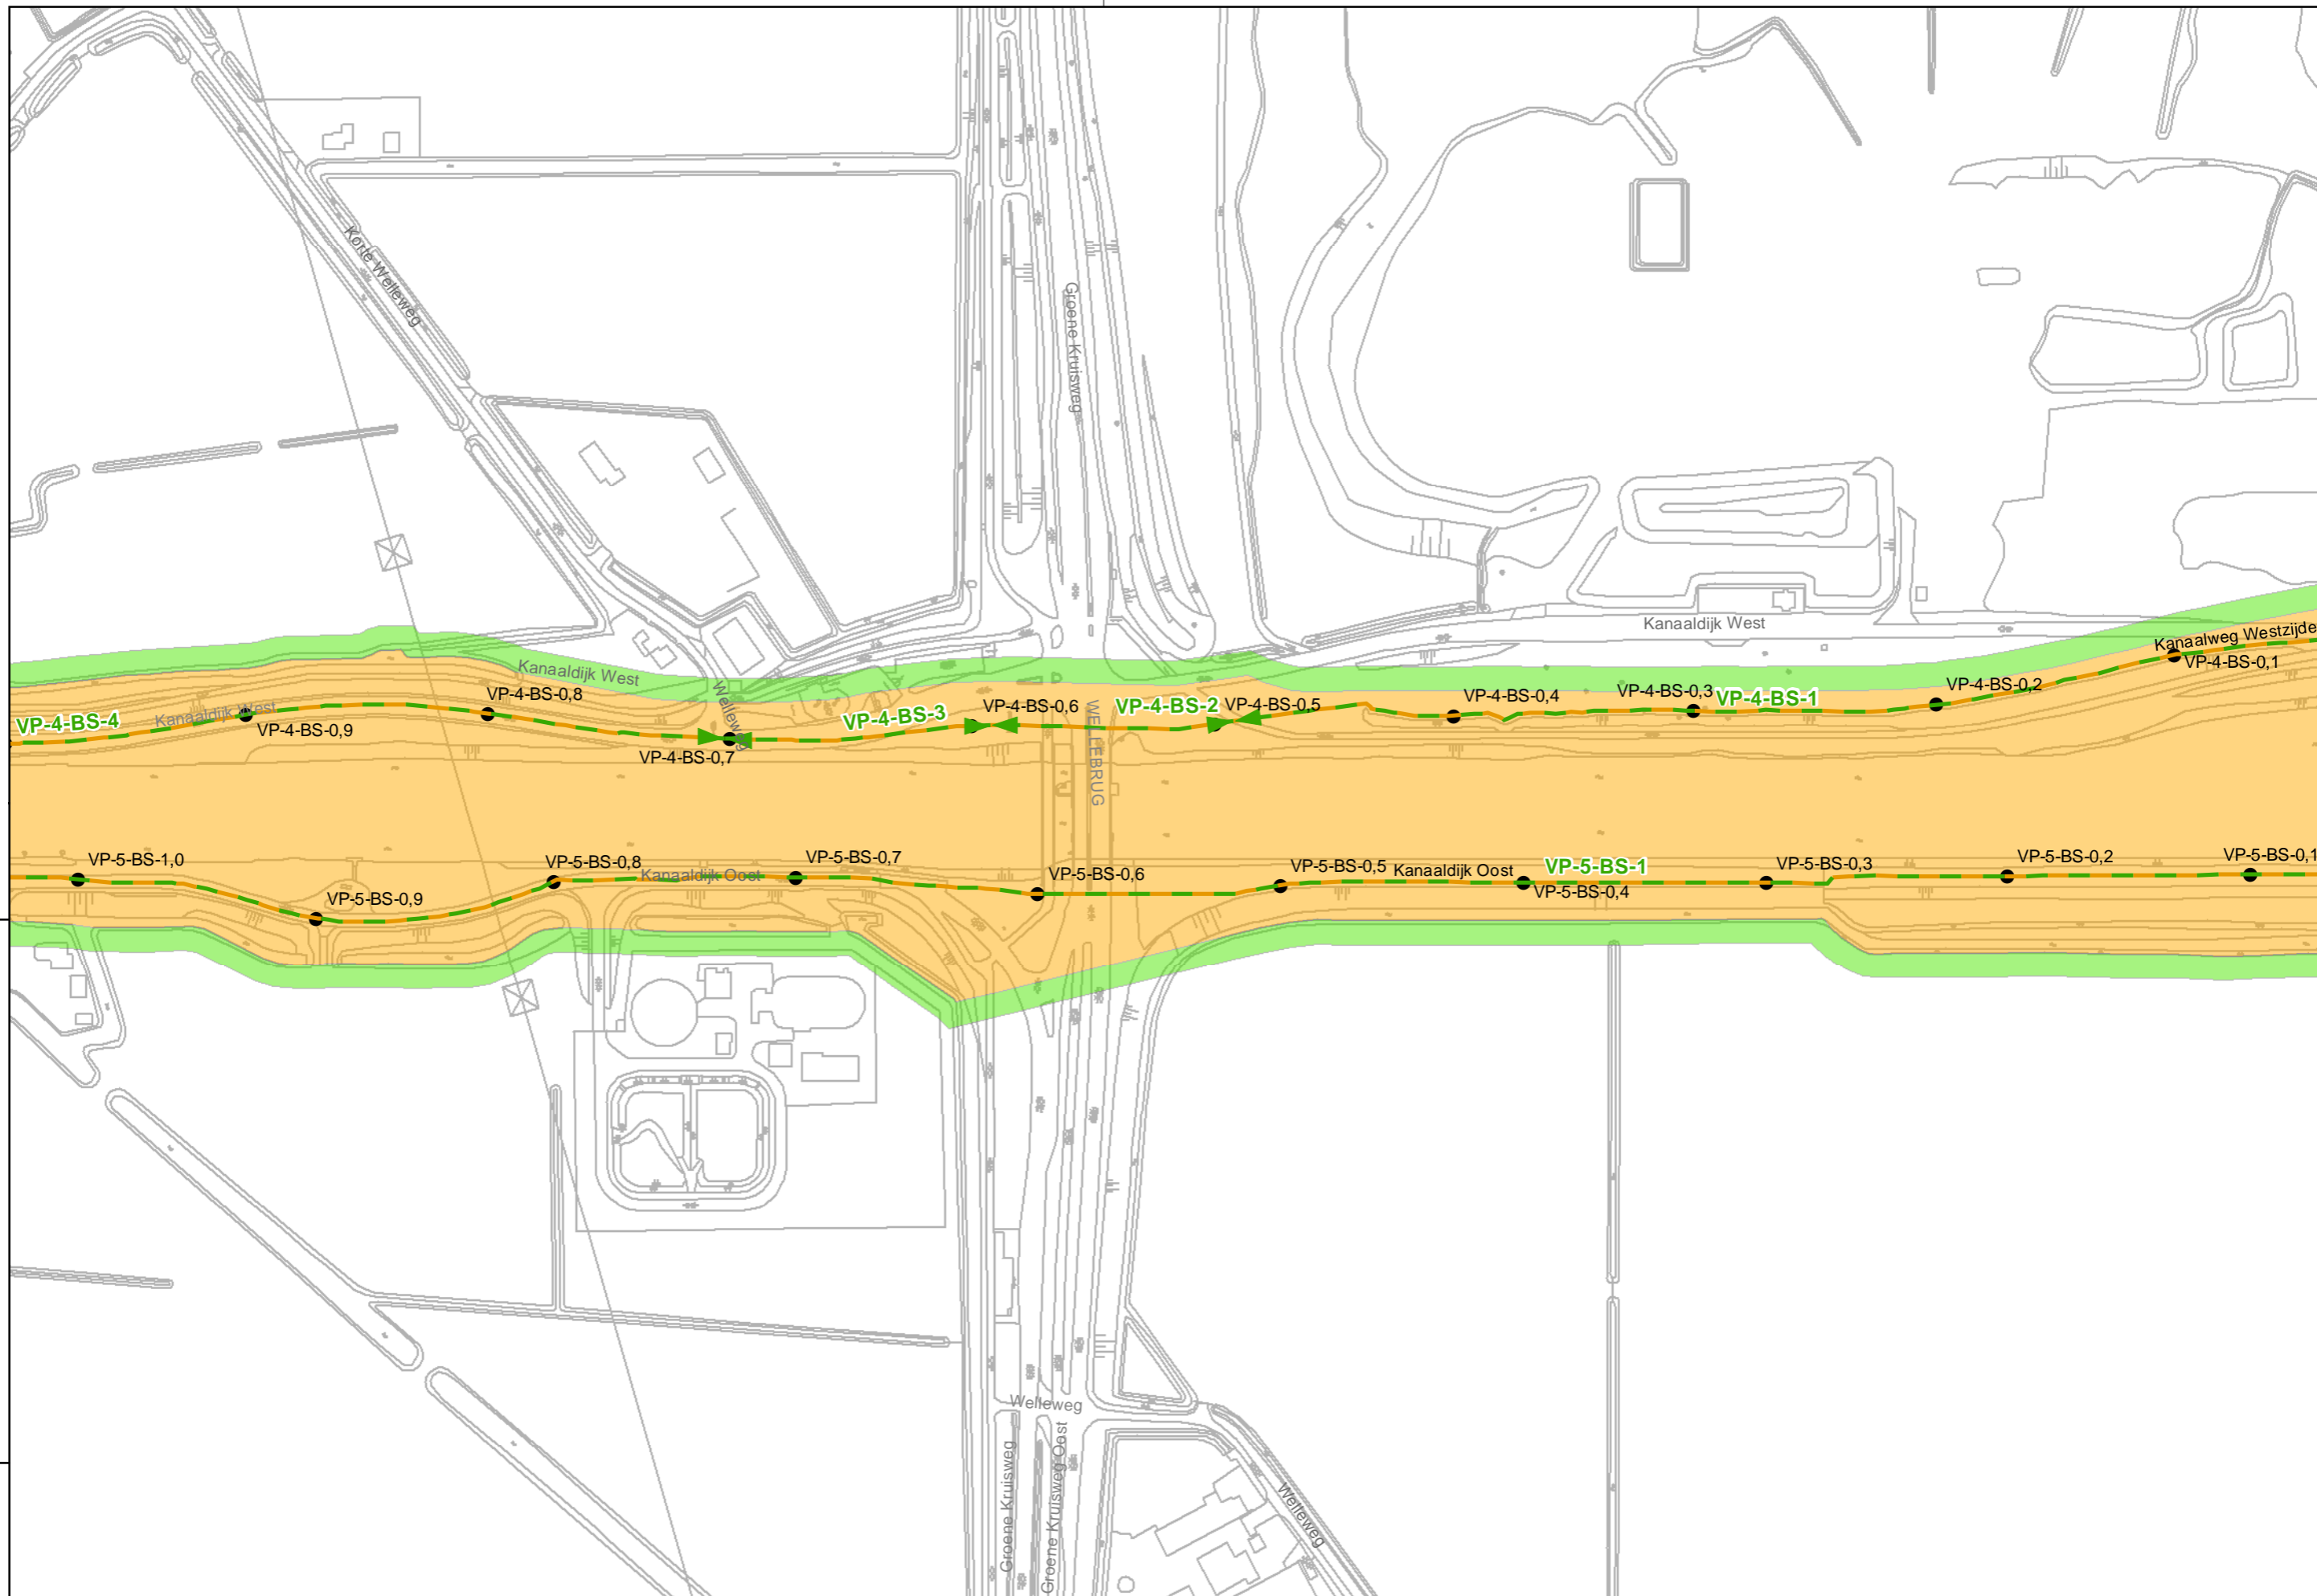 Korte Welleweg
Groene Kruisweg
Kanaaldijk West
Kanaalweg Westzijde
VP-4-BS-0,1
Kanaaldijk West
VP-4-BS-0,8
Welleweg
VP-4-BS-0,6
VP-4-BS-2
VP-4-BS-0,5
VP-4-BS-0,4
VP-4-BS-0,3
VP-4-BS-1
VP-4-BS-0,2
VP-4-BS-4
Kanaaldijk West
VP-4-BS-0,9
VP-4-BS-3
VP-4-BS-0,7
WELLEBRUG
VP-5-BS-1,0
VP-5-BS-0,8
Kanaaldijk Oost
VP-5-BS-0,7
VP-5-BS-0,6
VP-5-BS-0,5
Kanaaldijk Oost
VP-5-BS-1
VP-5-BS-0,3
VP-5-BS-0,2
VP-5-BS-0,1
VP-5-BS-0,9
VP-5-BS-0,4
Welleweg
Groene Kruisweg
Groene Kruisweg Oost
Welleweg